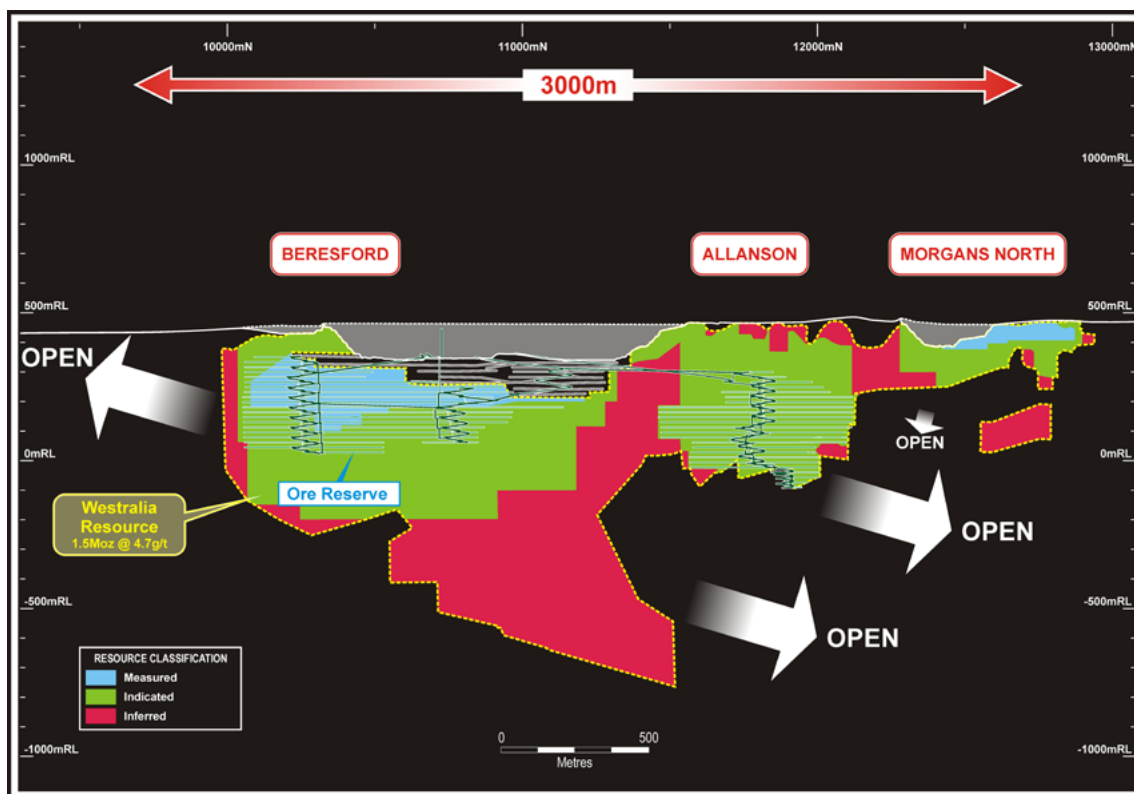 10000mN
11000mN
12000mN
13000mN
3000m
1000mRL
1000mRL
BERESFORD
ALLANSON
MORGANS NORTH
500mRL
500mRL
OPEN
OPEN
0mRL
0mRL
Ore Reserve
Westralia
Resource
1.5Moz @ 4.7g/t
OPEN
-500mRL
-500mRL
OPEN
RESOURCE CLASSIFICATION
Measured
Indicated
Inferred
0
500
Metres
-1000mRL
-1000mRL